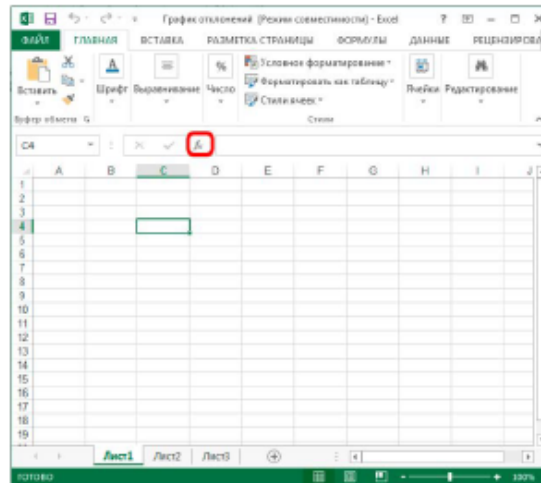 График отклонений [Режим совместимости] - Excel ?
ФАЙЛ ГЛАВНАЯ ВСТАВКА РАЗМЕТКА СТРАНИЦЫ ФОРМУЛЫ ДАННЫЕ РЕЦЕНЗИРОВА
Вставить Шрифт Выравнивание Число % Условное форматирование Ячейки Редактирование
Форматировать как таблицу
Стили ячеек
Буфер обмена Стили
C4 fx
A B C D E F G H I J
1
2
3
4
5
6
7
8
9
10
11
12
13
14
15
16
17
18
19
Лист1 Лист2 Лист3
ГОТОВО 100%